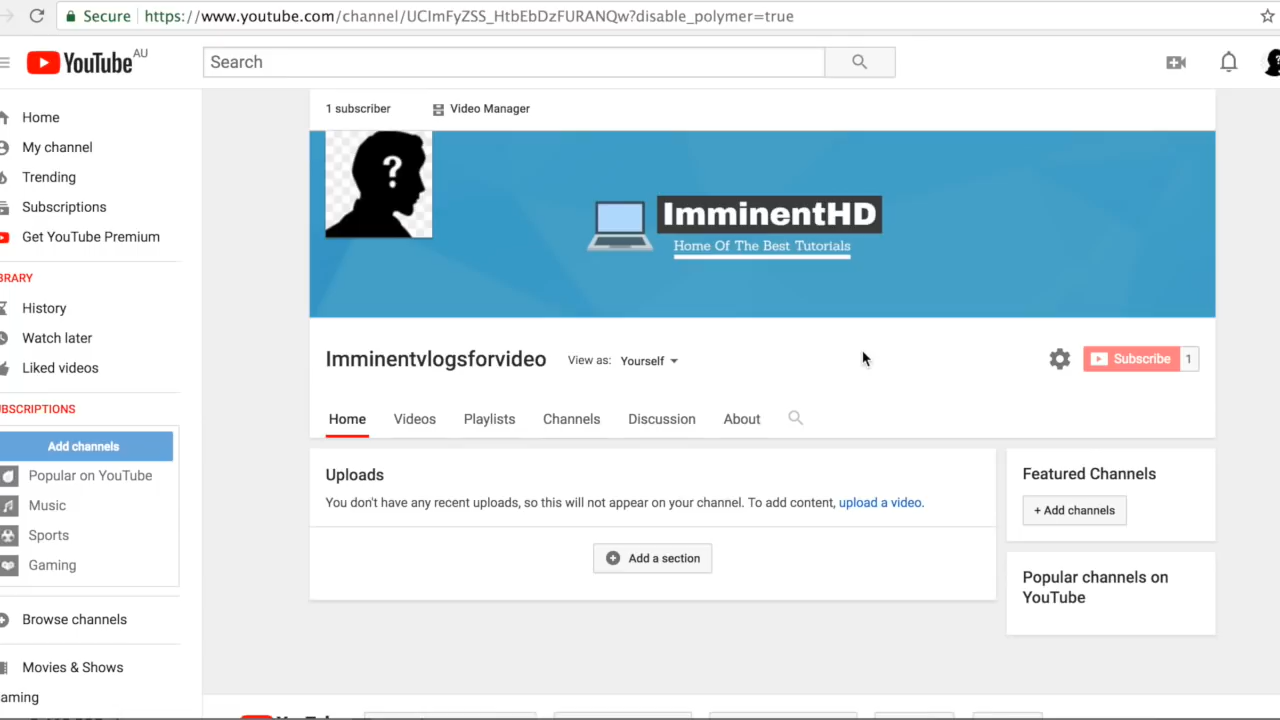 Secure https://www.youtube.com/channel/UCImFyZSS_HtbEbDzFURANQw?disable_polymer=true
YouTube AU
Search
1 subscriber
Video Manager
Home
My channel
Trending
Subscriptions
Get YouTube Premium
BRARY
History
Watch later
Liked videos
UBSCRIPTIONS
Add channels
Popular on YouTube
Music
Sports
Gaming
Browse channels
Movies & Shows
aming
?
ImminentHD
Home Of The Best Tutorials
Imminentvlogsforvideo
View as: Yourself
Subscribe 1
Home Videos Playlists Channels Discussion About
Uploads
You don't have any recent uploads, so this will not appear on your channel. To add content, upload a video.
Add a section
Featured Channels
+ Add channels
Popular channels on
YouTube